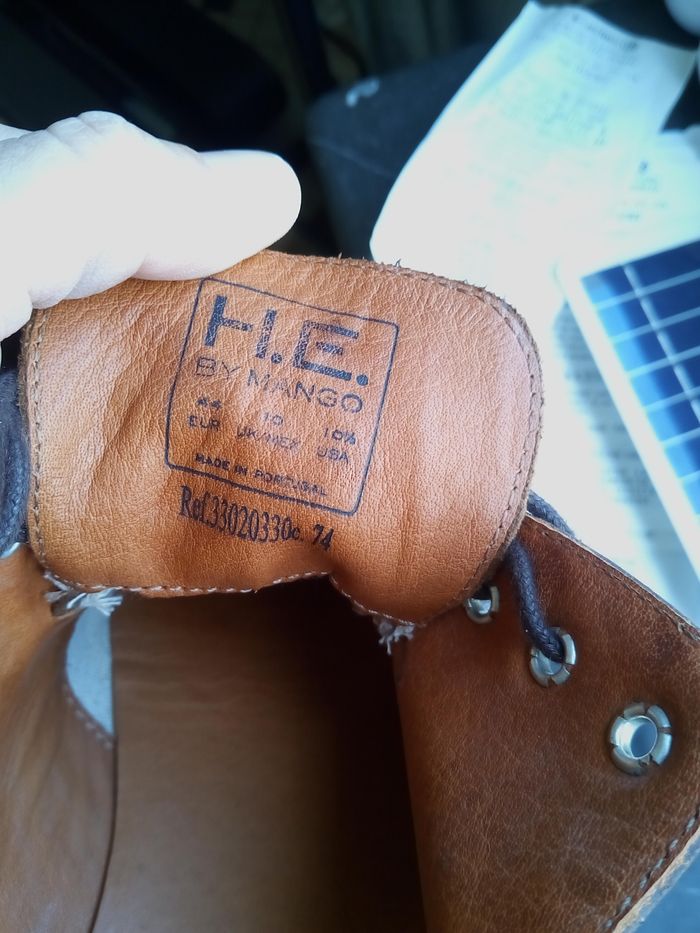 H.E.
BY MANGO
44 10 10½
EUR UK/MEX USA
MADE IN PORTUGAL
Ref.33020330c 74